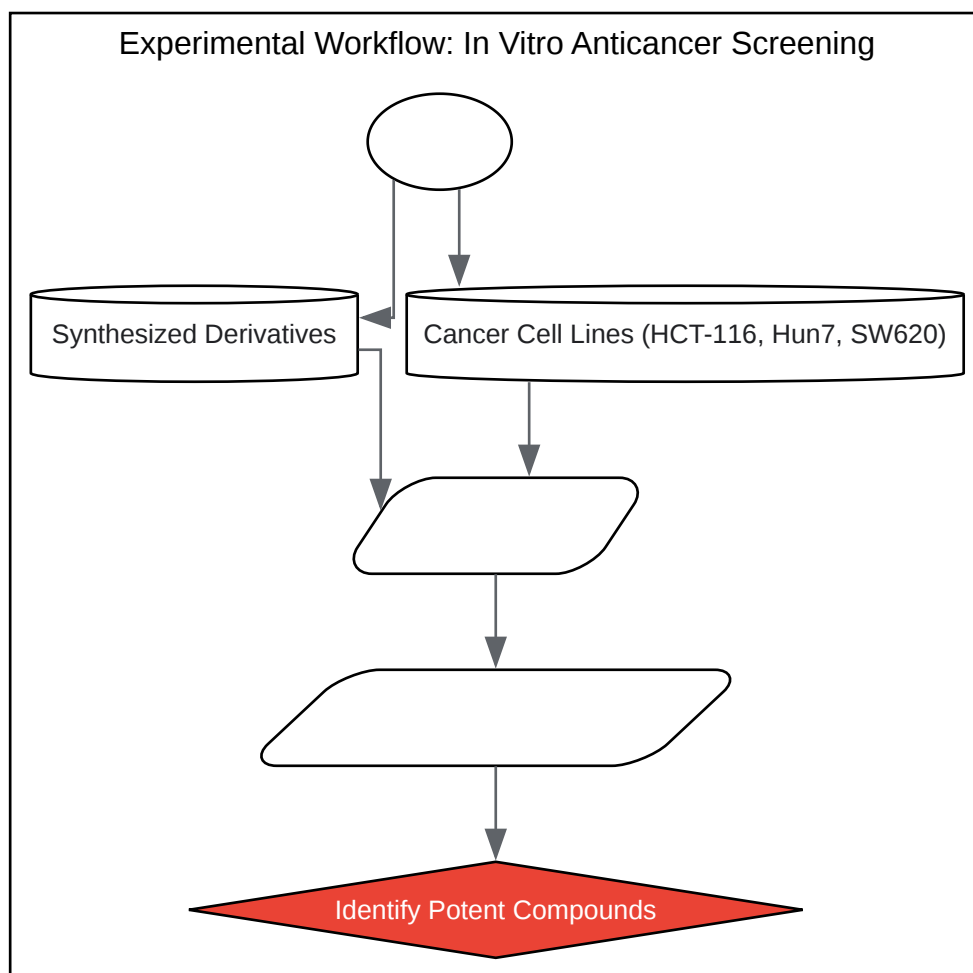 Experimental Workflow: In Vitro Anticancer Screening
Synthesized Derivatives
Cancer Cell Lines (HCT-116, Hun7, SW620)
Identify Potent Compounds